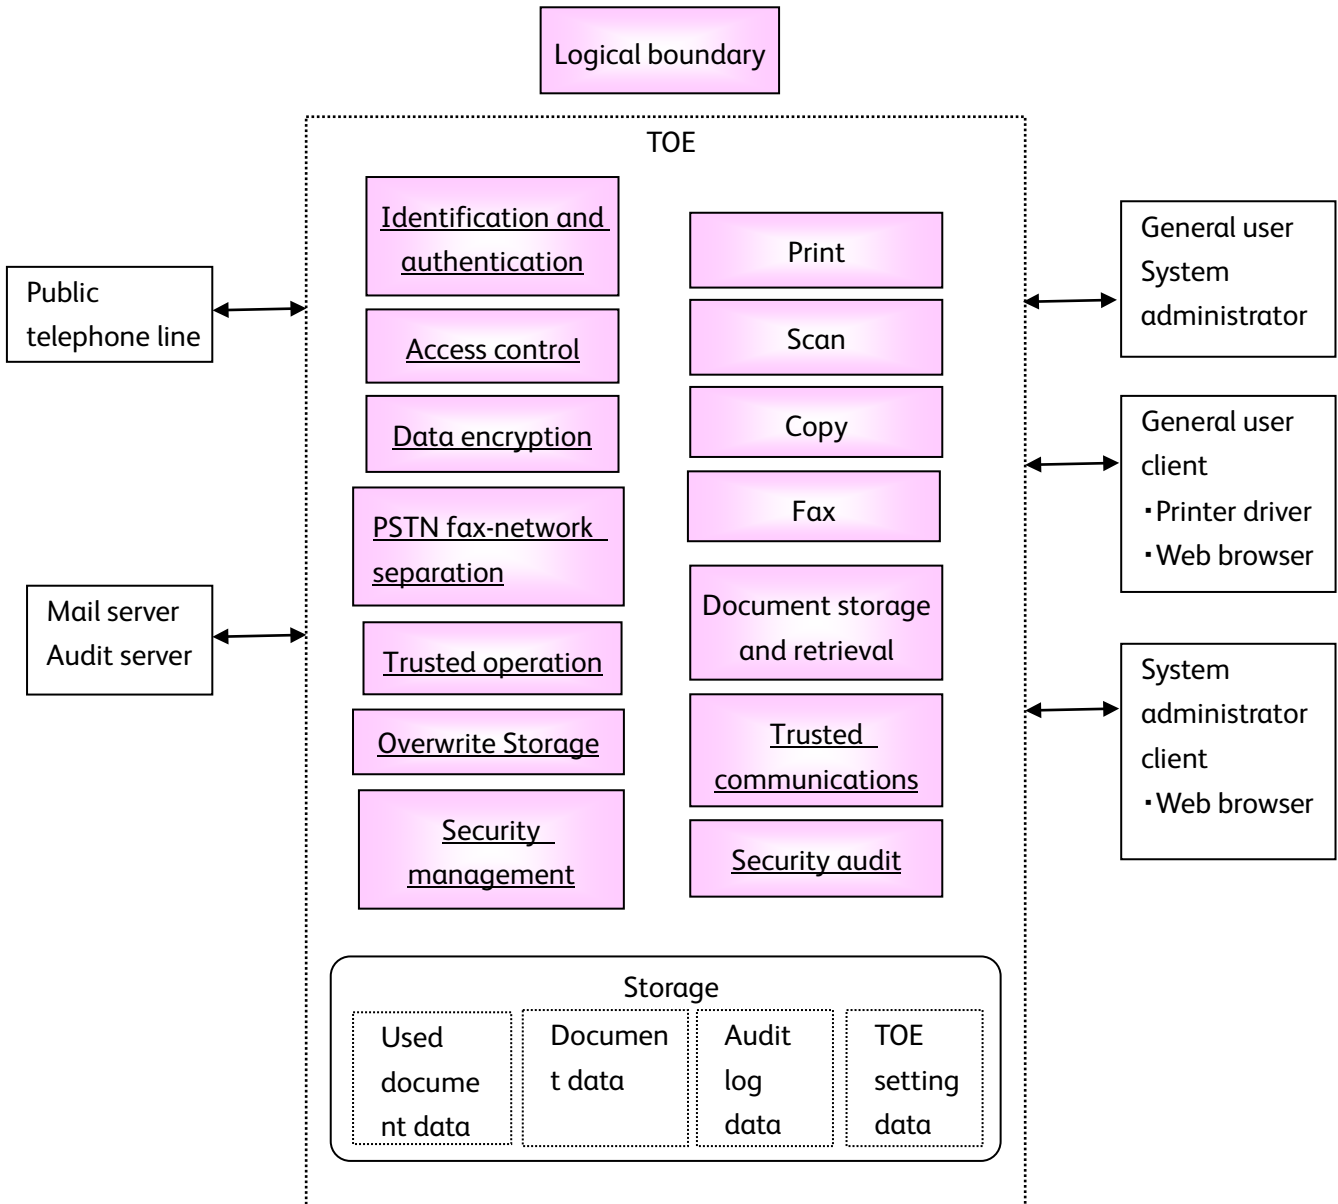 Logical boundary
TOE
Identification and
authentication
Access control
Data encryption
PSTN fax-network
separation
Trusted operation
Overwrite Storage
Security
management
Print
Scan
Copy
Fax
Document storage
and retrieval
Trusted
communications
Security audit
Public
telephone line
Mail server
Audit server
General user
System
administrator
General user
client
・Printer driver
・Web browser
System
administrator
client
・Web browser
Storage
Used
docume
nt data
Documen
t data
Audit
log
data
TOE
setting
data